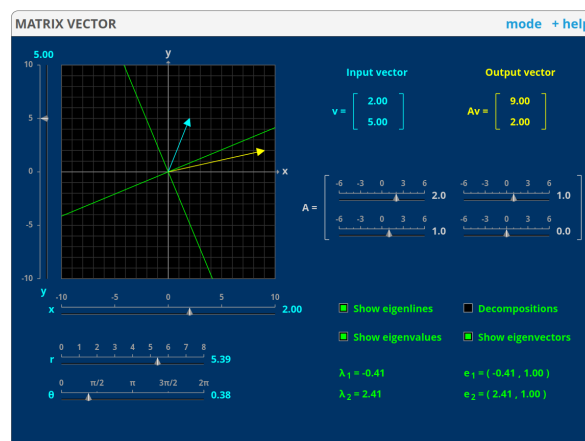 MATRIX VECTOR mode + help
5.00 y
10 5 0 -5 -10
x
y
-10 -5 0 5 10
x 2.00
0 1 2 3 4 5 6 7 8
r 5.39
0 π/2 π 3π/2 2π
θ 0.38
Input vector Output vector
v = 2.00 5.00 Av = 9.00 2.00
-6 -3 0 3 6 2.0 -6 -3 0 3 6 1.0
A =
-6 -3 0 3 6 1.0 -6 -3 0 3 6 0.0
Show eigenlines Decompositions
Show eigenvalues Show eigenvectors
λ1 = -0.41 e1 = ( -0.41 , 1.00 )
λ2 = 2.41 e2 = ( 2.41 , 1.00 )